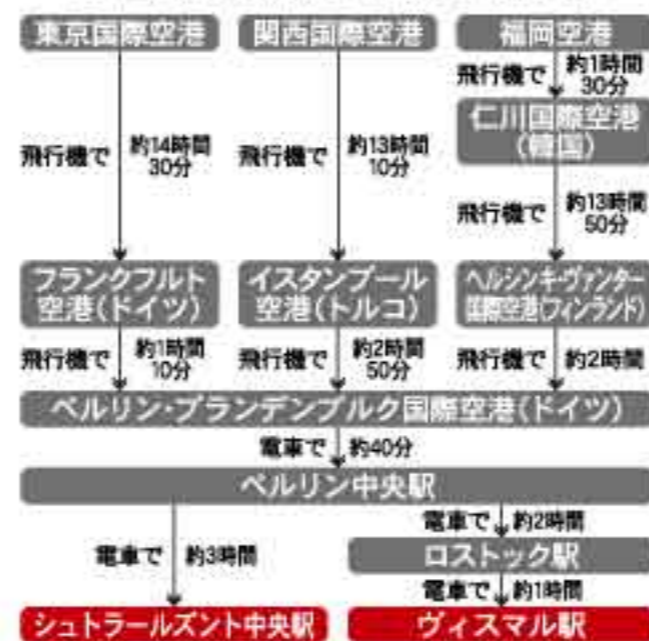 東京国際空港
関西国際空港
福岡空港
飛行機で 約1時間
30分
仁川国際空港
(韓国)
飛行機で 約14時間
30分
飛行機で 約13時間
10分
飛行機で 約13時間
50分
フランクフルト
空港(ドイツ)
イスタンブール
空港(トルコ)
ヘルシンキ・ヴァンター
国際空港(フィンランド)
飛行機で 約1時間
10分
飛行機で 約2時間
50分
飛行機で 約2時間
ベルリン・ブランデンブルク国際空港(ドイツ)
電車で 約40分
ベルリン中央駅
電車で 約3時間
電車で 約2時間
ロストック駅
電車で 約1時間
シュトラールズント中央駅
ヴィスマル駅